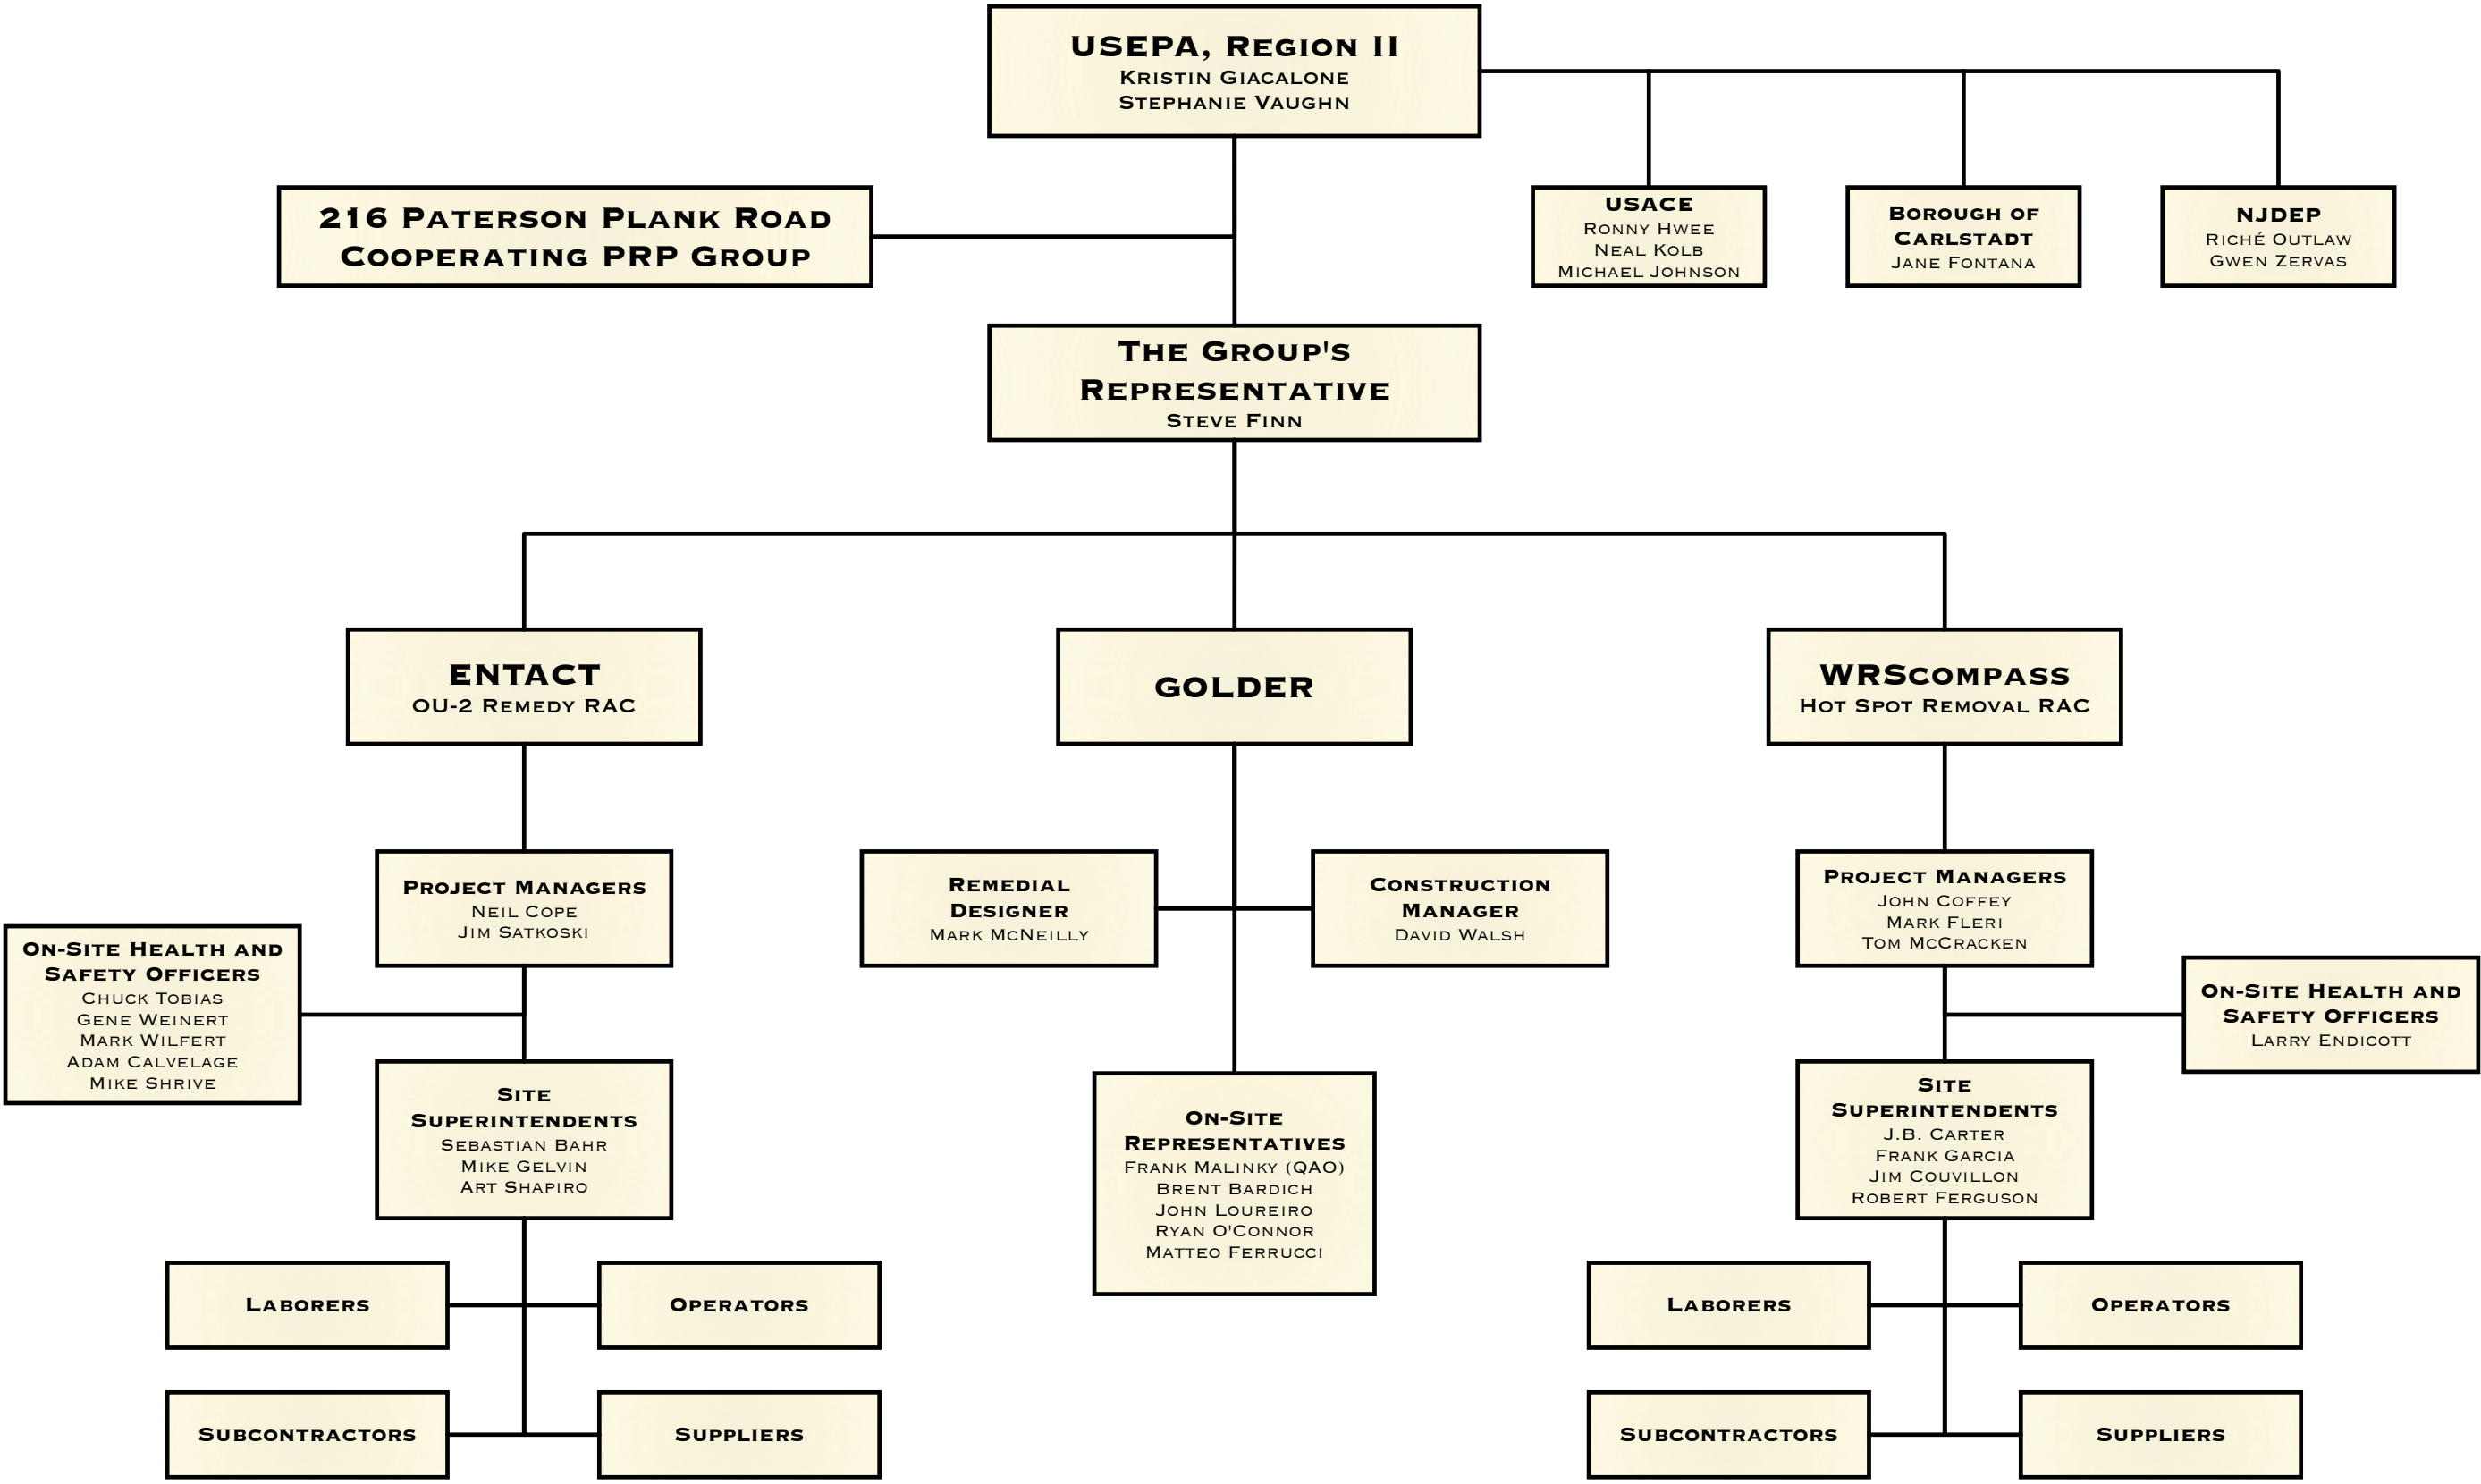 USEPA, Region II
Kristin Giacalone
Stephanie Vaughn
216 Paterson Plank Road
Cooperating PRP Group
USACE
Ronny Hwee
Neal Kolb
Michael Johnson
Borough of
Carlstadt
Jane Fontana
NJDEP
Riché Outlaw
Gwen Zervas
The Group's
Representative
Steve Finn
ENTACT
OU-2 Remedy RAC
GOLDER
WRScompass
Hot Spot Removal RAC
Project Managers
Neil Cope
Jim Satkoski
Remedial
Designer
Mark McNeilly
Construction
Manager
David Walsh
Project Managers
John Coffey
Mark Fleri
Tom McCracken
On-Site Health and
Safety Officers
Chuck Tobias
Gene Weinert
Mark Wilfert
Adam Calvelage
Mike Shrive
On-Site Health and
Safety Officers
Larry Endicott
Site
Superintendents
Sebastian Bahr
Mike Gelvin
Art Shapiro
On-Site
Representatives
Frank Malinky (QAO)
Brent Bardich
John Loureiro
Ryan O'Connor
Matteo Ferrucci
Site
Superintendents
J.B. Carter
Frank Garcia
Jim Couvillon
Robert Ferguson
Laborers
Operators
Subcontractors
Suppliers
Laborers
Operators
Subcontractors
Suppliers